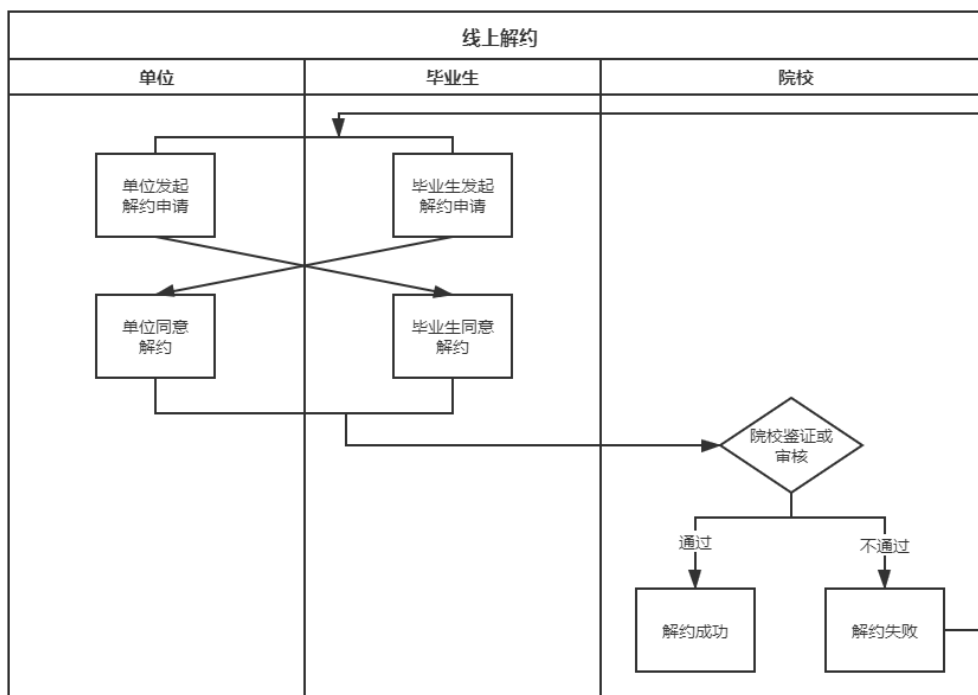 线上解约
单位
毕业生
院校
单位发起
解约申请
毕业生发起
解约申请
单位同意
解约
毕业生同意
解约
院校鉴证或
审核
通过
不通过
解约成功
解约失败